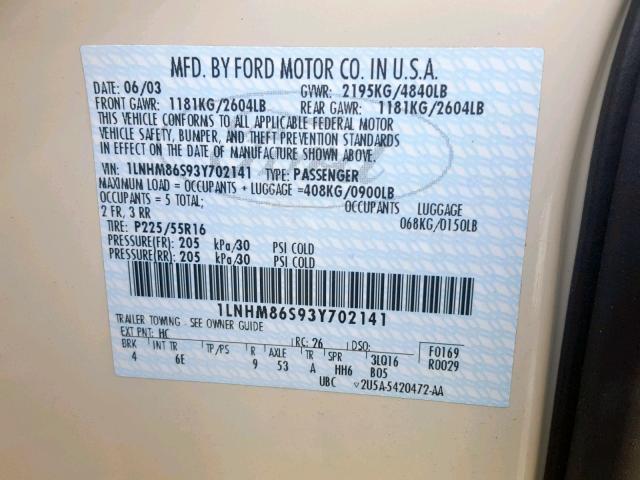 MFD. BY FORD MOTOR CO. IN U.S.A.
DATE: 06/03 GVWR: 2195KG/4840LB
FRONT GAWR: 1181KG/2604LB REAR GAWR: 1181KG/2604LB
THIS VEHICLE CONFORMS TO ALL APPLICABLE FEDERAL MOTOR
VEHICLE SAFETY, BUMPER, AND THEFT PREVENTION STANDARDS
IN EFFECT ON THE DATE OF MANUFACTURE SHOWN ABOVE.
VIN: 1LNHM86S93Y702141 TYPE: PASSENGER
MAXIMUM LOAD = OCCUPANTS + LUGGAGE = 408KG/0900LB
OCCUPANTS = 5 TOTAL; OCCUPANTS LUGGAGE
2 FR, 3 RR 068KG/0150LB
TIRE: P225/55R16
PRESSURE(FR) 205 kPa/30 PSI COLD
PRESSURE(RR) 205 kPa/30 PSI COLD
1LNHM86S93Y702141
TRAILER TOWING - SEE OWNER GUIDE
EXT PNT: HC RC: 26 DSO: F0169
BRK INT TR TP/PS R AXLE TR SPR 3L016 R0029
4 6E 9 53 A HH6 B05
UBC 2U5A-5420472-AA